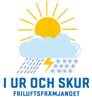 I UR OCH SKUR
FRILUFTSFRÄMJANDET